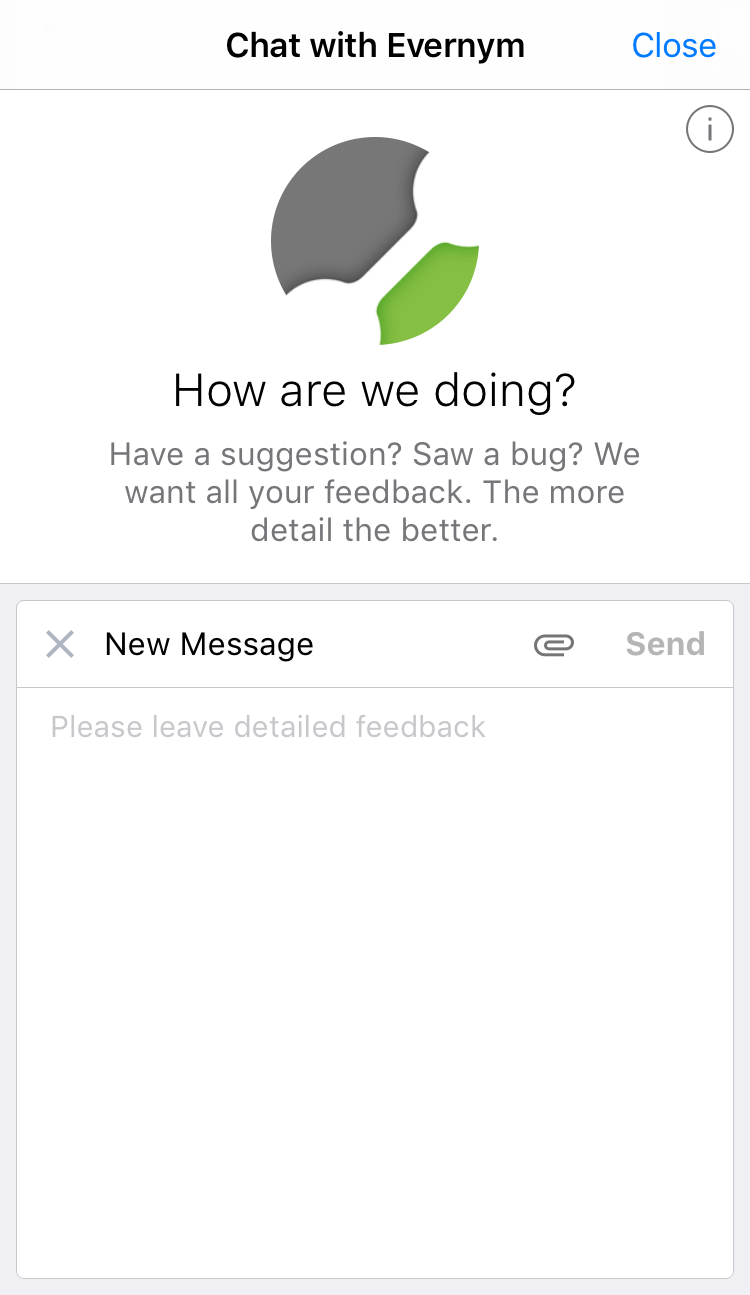 Chat with Evernym
Close
How are we doing?
Have a suggestion? Saw a bug? We
want all your feedback. The more
detail the better.
New Message
Send
Please leave detailed feedback